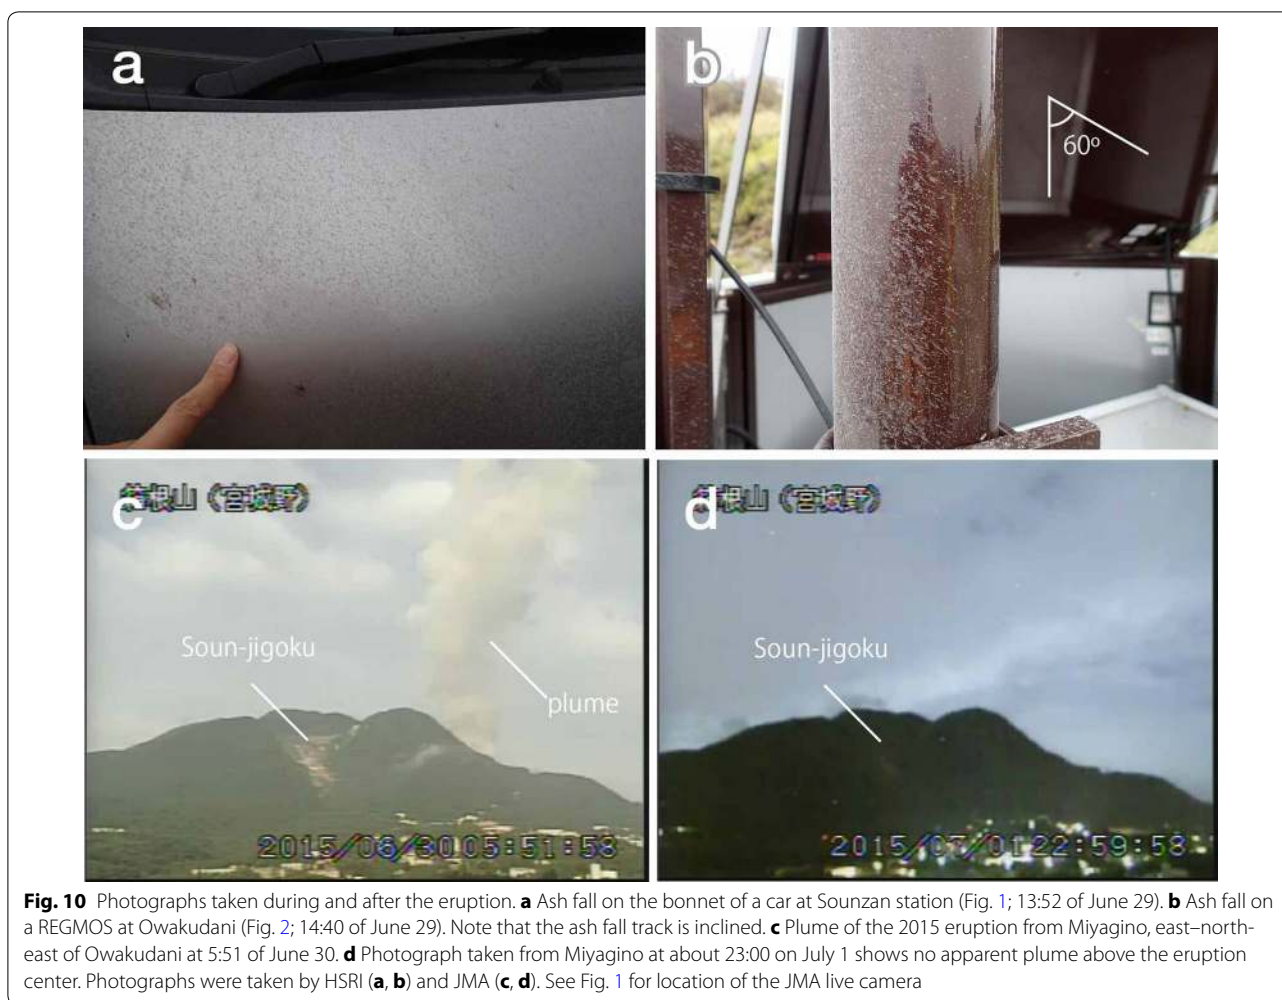 a
b
60°
箱根山（宮城野）
c
Soun-jigoku
plume
2015/06/30 05:51:58
箱根山（宮城野）
d
Soun-jigoku
2015/07/01 22:59:58
Fig. 10 Photographs taken during and after the eruption. a Ash fall on the bonnet of a car at Sounzan station (Fig. 1; 13:52 of June 29). b Ash fall on
a REGMOS at Owakudani (Fig. 2; 14:40 of June 29). Note that the ash fall track is inclined. c Plume of the 2015 eruption from Miyagino, east–north-
east of Owakudani at 5:51 of June 30. d Photograph taken from Miyagino at about 23:00 on July 1 shows no apparent plume above the eruption
center. Photographs were taken by HSRI (a, b) and JMA (c, d). See Fig. 1 for location of the JMA live camera